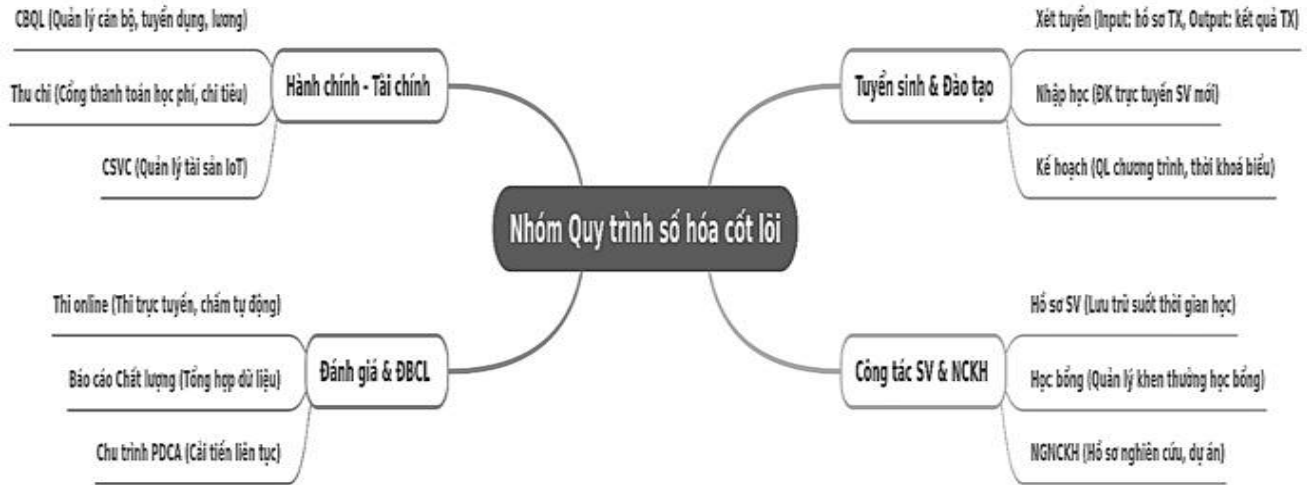 CBQL (Quản lý cán bộ, tuyển dụng, lương)
Thu chi (Cổng thanh toán học phí, chi tiêu)
CSVC (Quản lý tài sản IoT)
Hành chính - Tài chính
Xét tuyển (Input: hồ sơ TX, Output: kết quả TX)
Nhập học (ĐK trực tuyến SV mới)
Kế hoạch (QL chương trình, thời khoá biểu)
Tuyển sinh & Đào tạo
Nhóm Quy trình số hóa cốt lõi
Thi online (Thi trực tuyến, chấm tự động)
Báo cáo Chất lượng (Tổng hợp dữ liệu)
Chu trình PDCA (Cải tiến liên tục)
Đánh giá & ĐBCL
Hồ sơ SV (Lưu trữ suốt thời gian học)
Học bổng (Quản lý khen thưởng học bổng)
NGNCKH (Hồ sơ nghiên cứu, dự án)
Công tác SV & NCKH